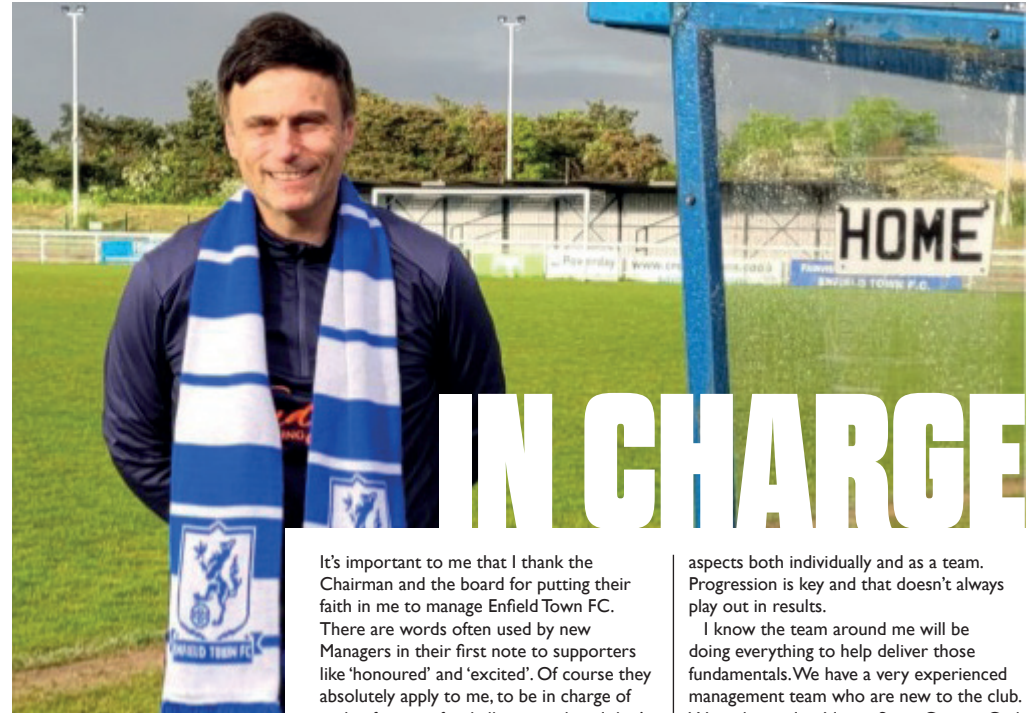 HOME
Powerday
ENFIELD TOWN F.C.
IN CHARGE
ENFIELD TOWN FC
It's important to me that I thank the
Chairman and the board for putting their
faith in me to manage Enfield Town FC.
There are words often used by new
Managers in their first note to supporters
like 'honoured' and 'excited'. Of course they
absolutely apply to me, to be in charge of
aspects both individually and as a team.
Progression is key and that doesn't always
play out in results.
I know the team around me will be
doing everything to help deliver those
fundamentals. We have a very experienced
management team who are new to the club.